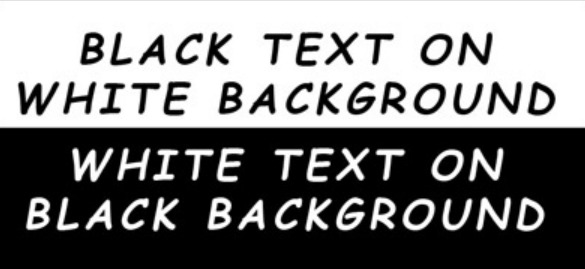 BLACK TEXT ON
WHITE BACKGROUND
WHITE TEXT ON
BLACK BACKGROUND